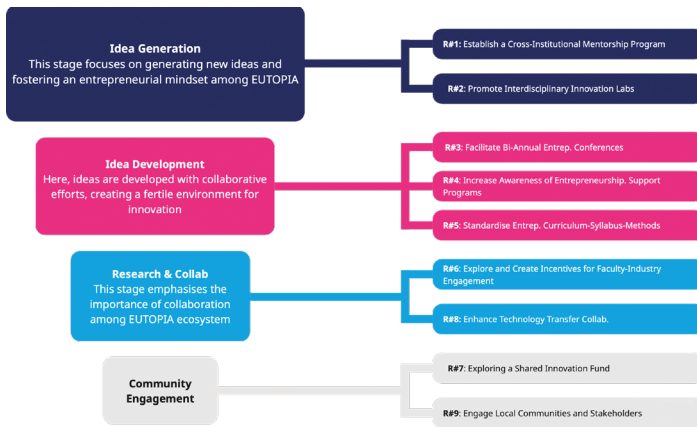 Idea Generation
This stage focuses on generating new ideas and
fostering an entrepreneurial mindset among EUTOPIA
R#1: Establish a Cross-Institutional Mentorship Program
R#2: Promote Interdisciplinary Innovation Labs
Idea Development
Here, ideas are developed with collaborative
efforts, creating a fertile environment for
innovation
R#3: Facilitate Bi-Annual Entrep. Conferences
R#4: Increase Awareness of Entrepreneurship. Support
Programs
R#5: Standardise Entrep. Curriculum-Syllabus-Methods
Research & Collab
This stage emphasises the
importance of collaboration
among EUTOPIA ecosystem
R#6: Explore and Create Incentives for Faculty-Industry
Engagement
R#8: Enhance Technology Transfer Collab.
Community
Engagement
R#7: Exploring a Shared Innovation Fund
R#9: Engage Local Communities and Stakeholders